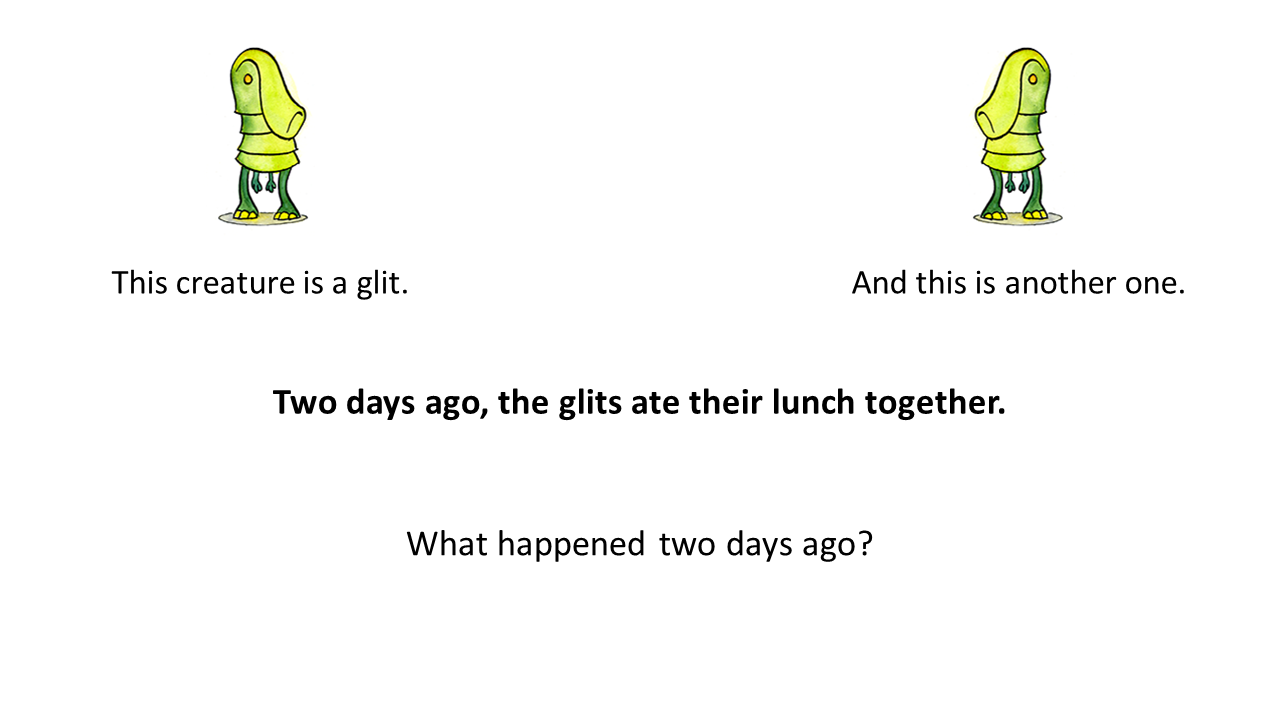 This creature is a glit.
And this is another one.
Two days ago, the glits ate their lunch together.
What happened two days ago?